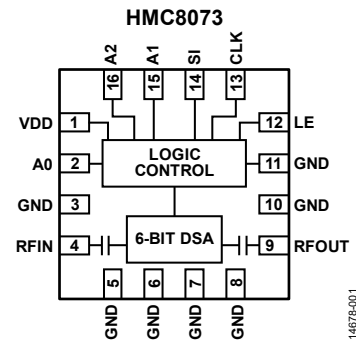 HMC8073
A2
A1
SI
CLK
16
15
14
13
VDD 1
12 LE
LOGIC
CONTROL
A0 2
11 GND
GND 3
10 GND
6-BIT DSA
RFIN 4
9 RFOUT
5
6
7
8
GND
GND
GND
GND
14678-001